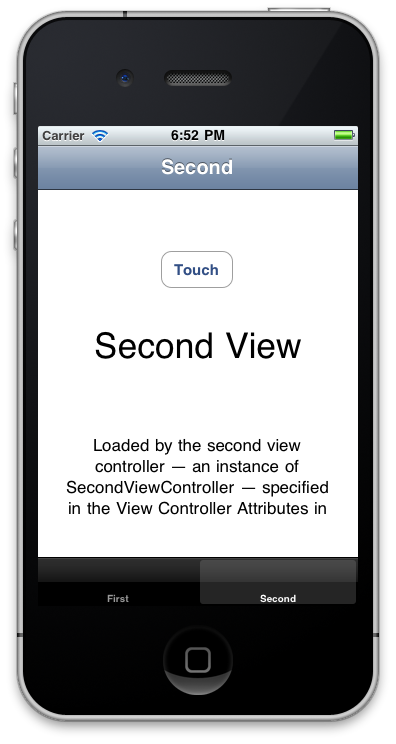 Carrier 6:52 PM
Second
Touch
Second View
Loaded by the second view
controller — an instance of
SecondViewController — specified
in the View Controller Attributes in
First Second